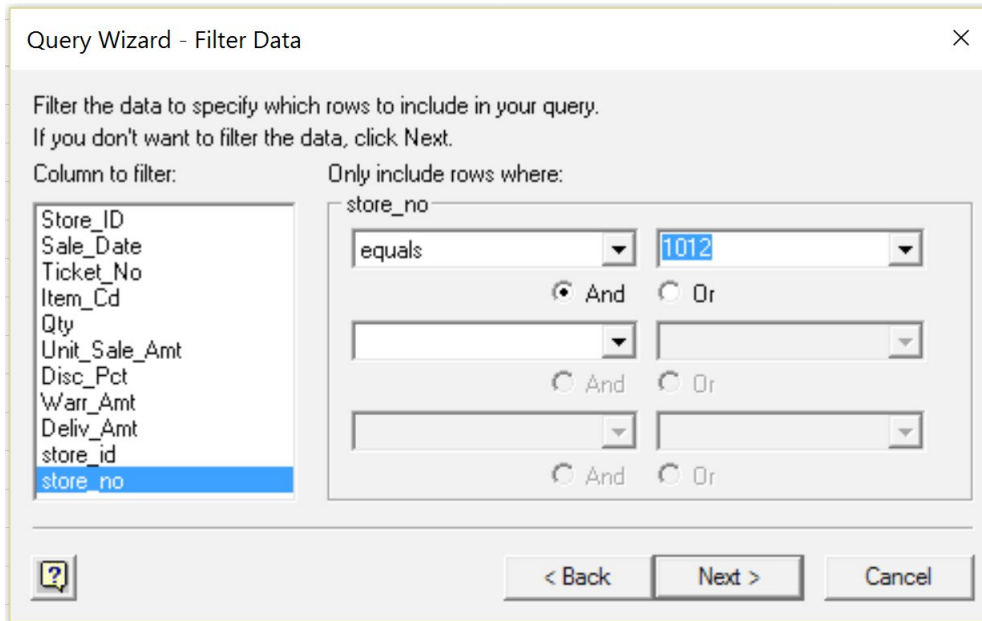 Query Wizard - Filter Data
Filter the data to specify which rows to include in your query.
If you don't want to filter the data, click Next.
Column to filter:
Only include rows where:
Store_ID
Sale_Date
Ticket_No
Item_Cd
Qty
Unit_Sale_Amt
Disc_Pct
Warr_Amt
Deliv_Amt
store_id
store_no
store_no
equals 1012
And Or
And Or
And Or
?
< Back Next > Cancel